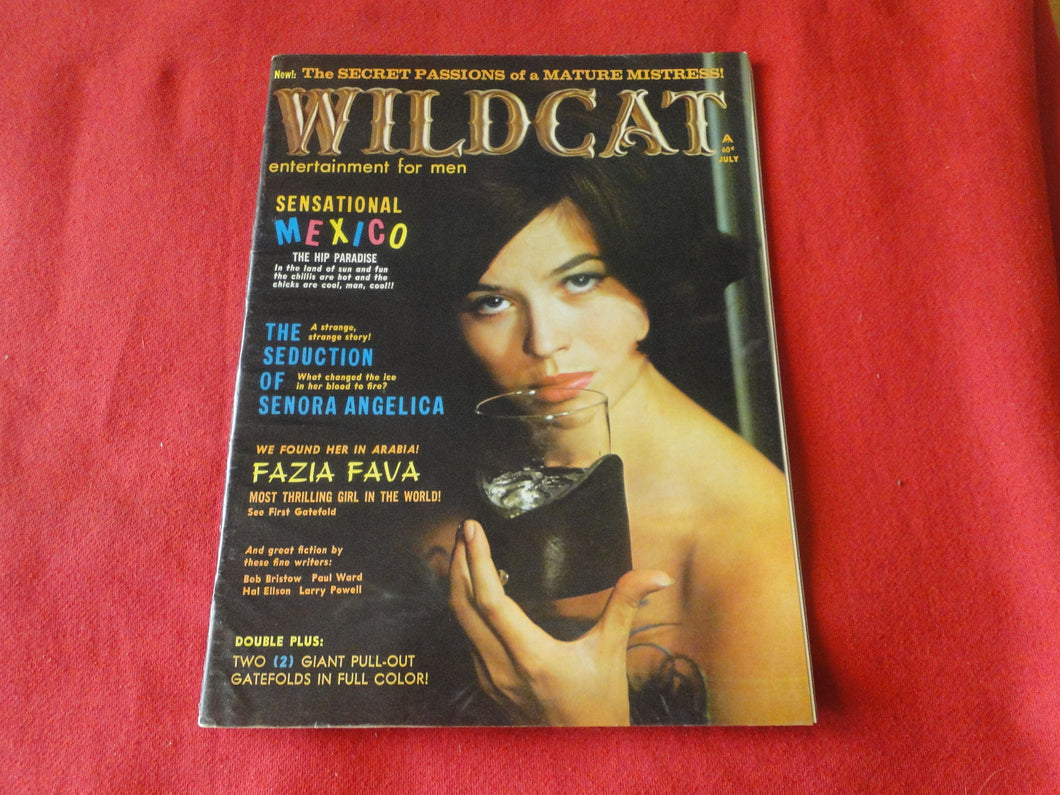 New!: The SECRET PASSIONS of a MATURE MISTRESS!
WILDCAT
entertainment for men
60¢
JULY
SENSATIONAL
MEXICO
THE HIP PARADISE
In the land of sun and fun
the chillis are hot and the
chicks are cool, man, cool!!
THE A strange,
strange story!
SEDUCTION
OF What changed the ice
in her blood to fire?
SENORA ANGELICA
WE FOUND HER IN ARABIA!
FAZIA FAVA
MOST THRILLING GIRL IN THE WORLD!
See First Gatefold
And great fiction by
these fine writers:
Bob Bristow Paul Ward
Hal Ellson Larry Powell
DOUBLE PLUS:
TWO (2) GIANT PULL-OUT
GATEFOLDS IN FULL COLOR!